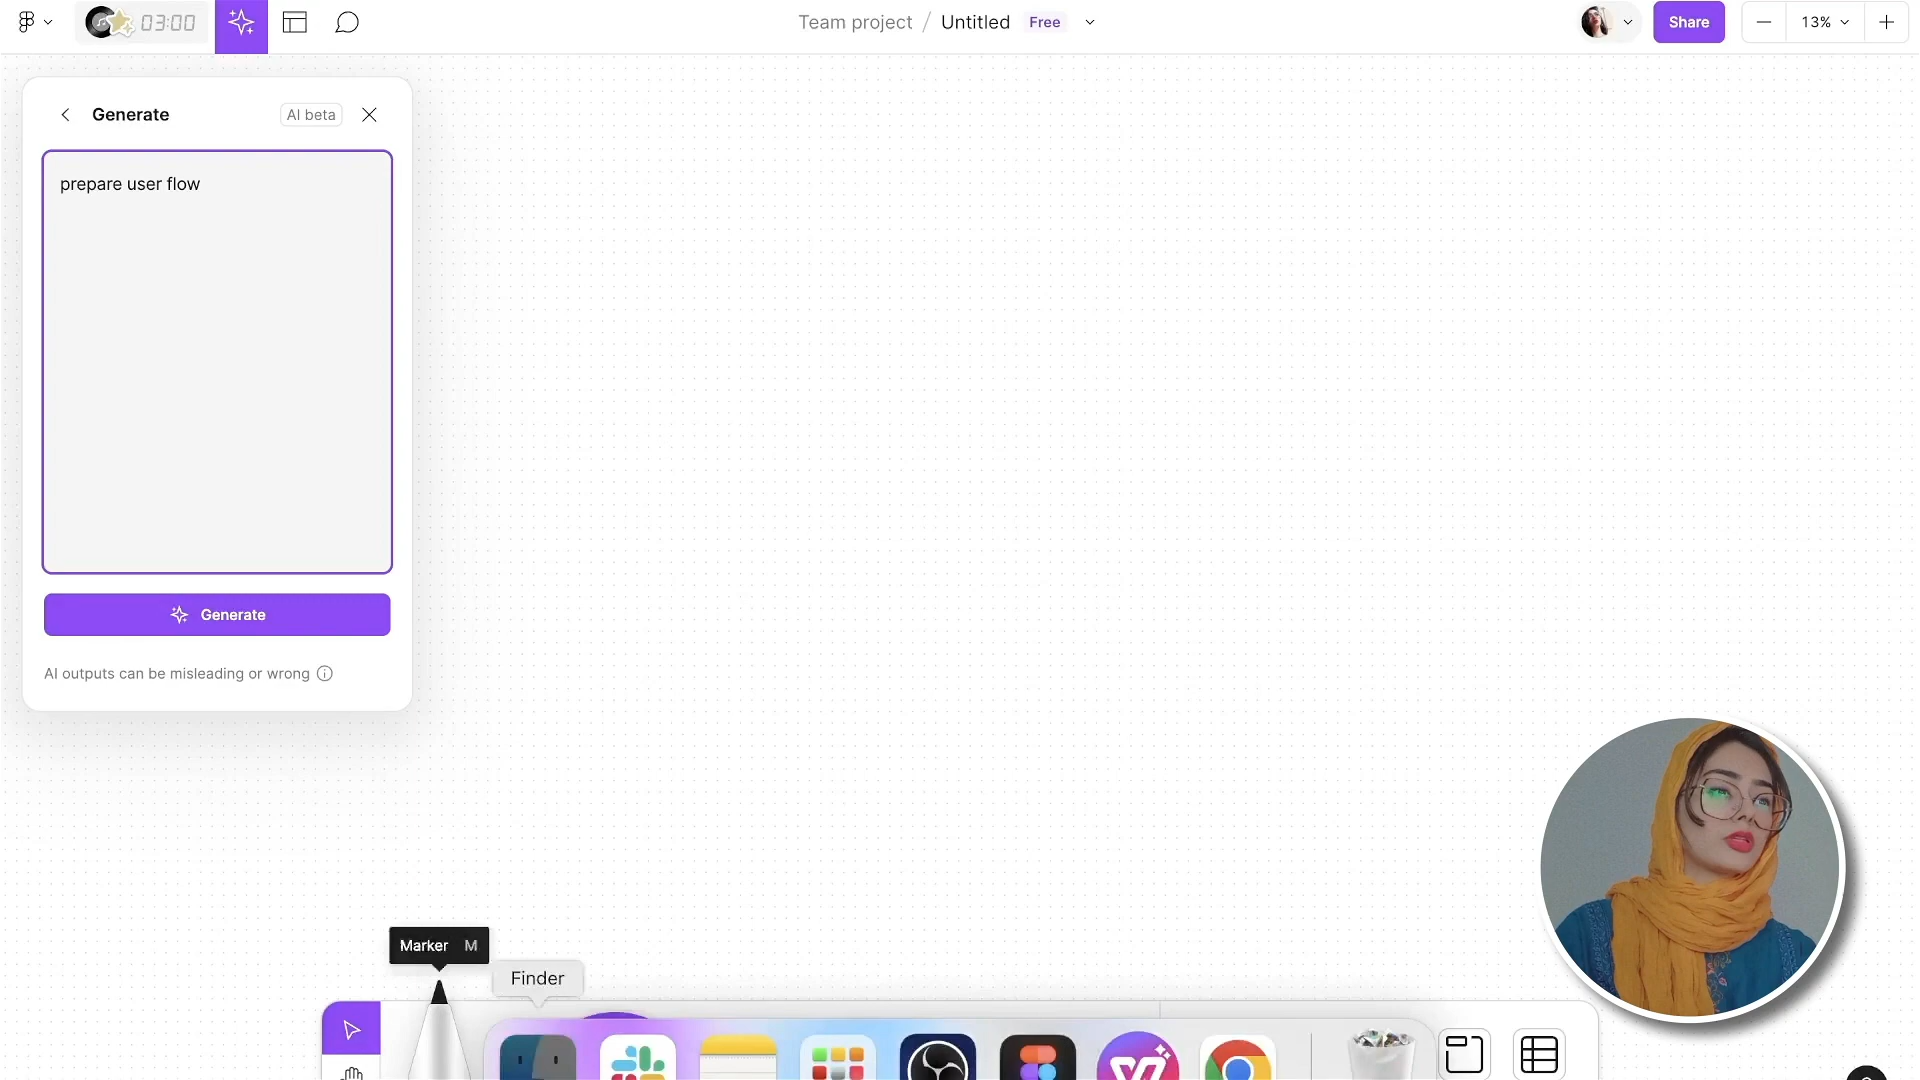 03:00
Team project / Untitled Free
Share
13%
Generate
AI beta
prepare user flow
Generate
AI outputs can be misleading or wrong
Marker M
Finder